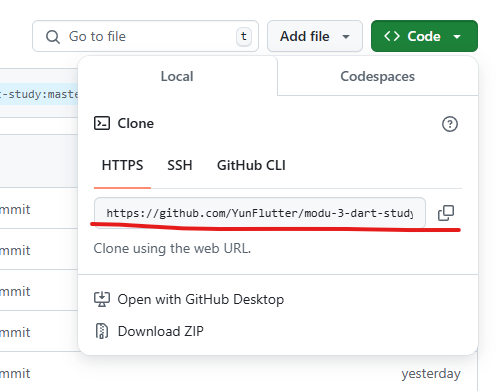 Go to file
t
Add file
Code
Local
Codespaces
t-study:maste
Clone
HTTPS
SSH
GitHub CLI
https://github.com/YunFlutter/modu-3-dart-study
Clone using the web URL.
mmit
mmit
mmit
Open with GitHub Desktop
Download ZIP
mmit
mmit
yesterday